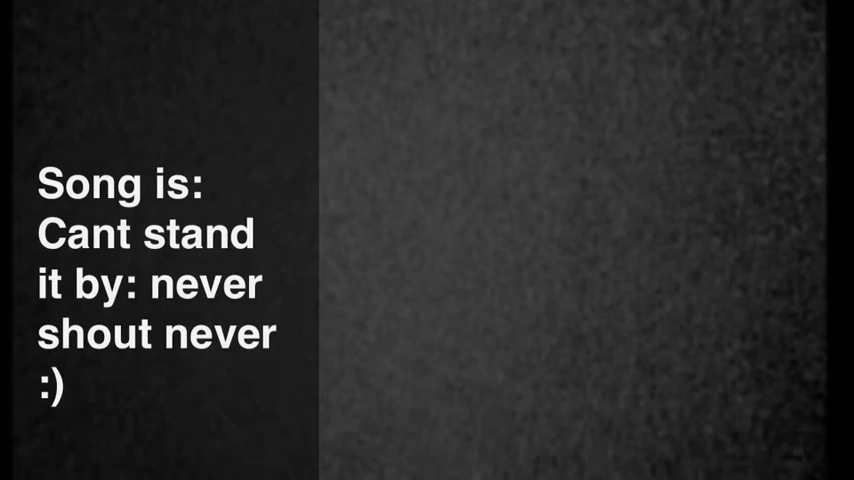 Song is:
Cant stand
it by: never
shout never
:)